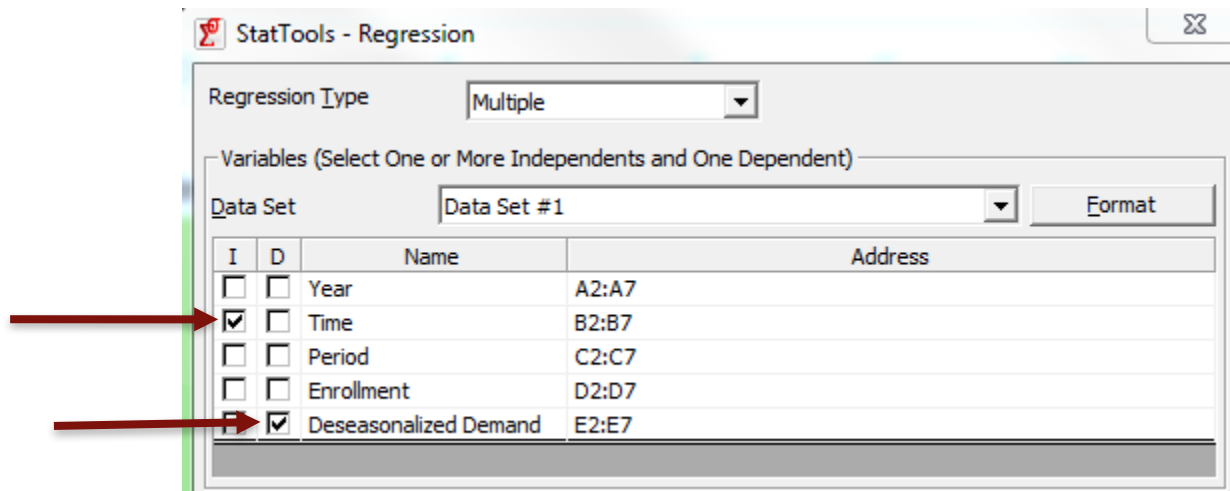 StatTools - Regression
Regression Type Multiple
Variables (Select One or More Independents and One Dependent)
Data Set Data Set #1 Format
I D Name Address
Year A2:A7
Time B2:B7
Period C2:C7
Enrollment D2:D7
Deseasonalized Demand E2:E7